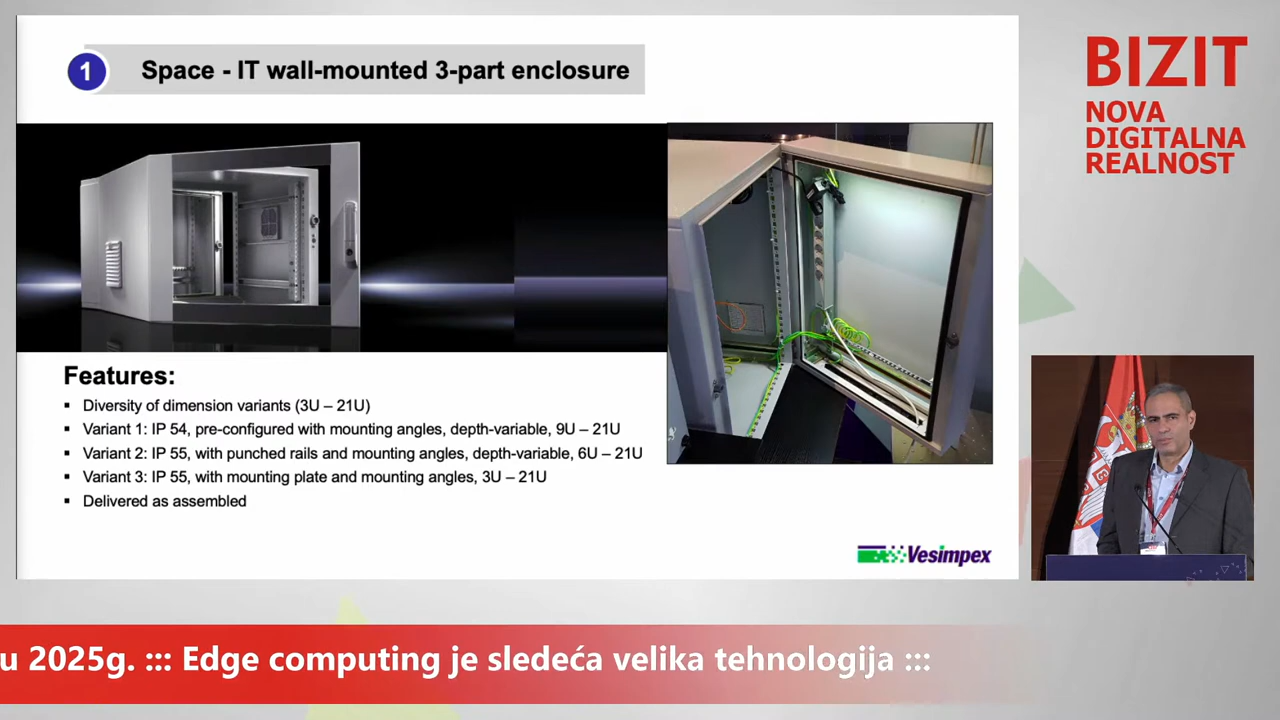 1
Space - IT wall-mounted 3-part enclosure
Features:
▪ Diversity of dimension variants (3U – 21U)
▪ Variant 1: IP 54, pre-configured with mounting angles, depth-variable, 9U – 21U
▪ Variant 2: IP 55, with punched rails and mounting angles, depth-variable, 6U – 21U
▪ Variant 3: IP 55, with mounting plate and mounting angles, 3U – 21U
▪ Delivered as assembled
Vesimpex
BIZIT
NOVA
DIGITALNA
REALNOST
u 2025g. ::: Edge computing je sledeća velika tehnologija :::